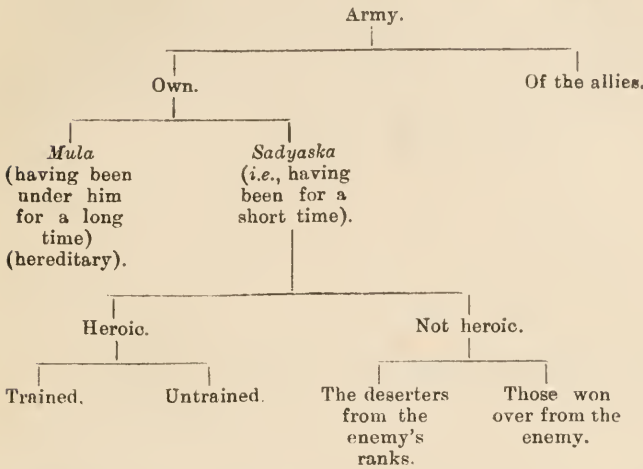 Army.
Own.
Of the allies.
Mula
(having been
under him
for a long
time)
(hereditary).
Sadyaska
(i.e., having
been for a
short time).
Heroic.
Not heroic.
Trained.
Untrained.
The deserters
from the
enemy's
ranks.
Those won
over from the
enemy.